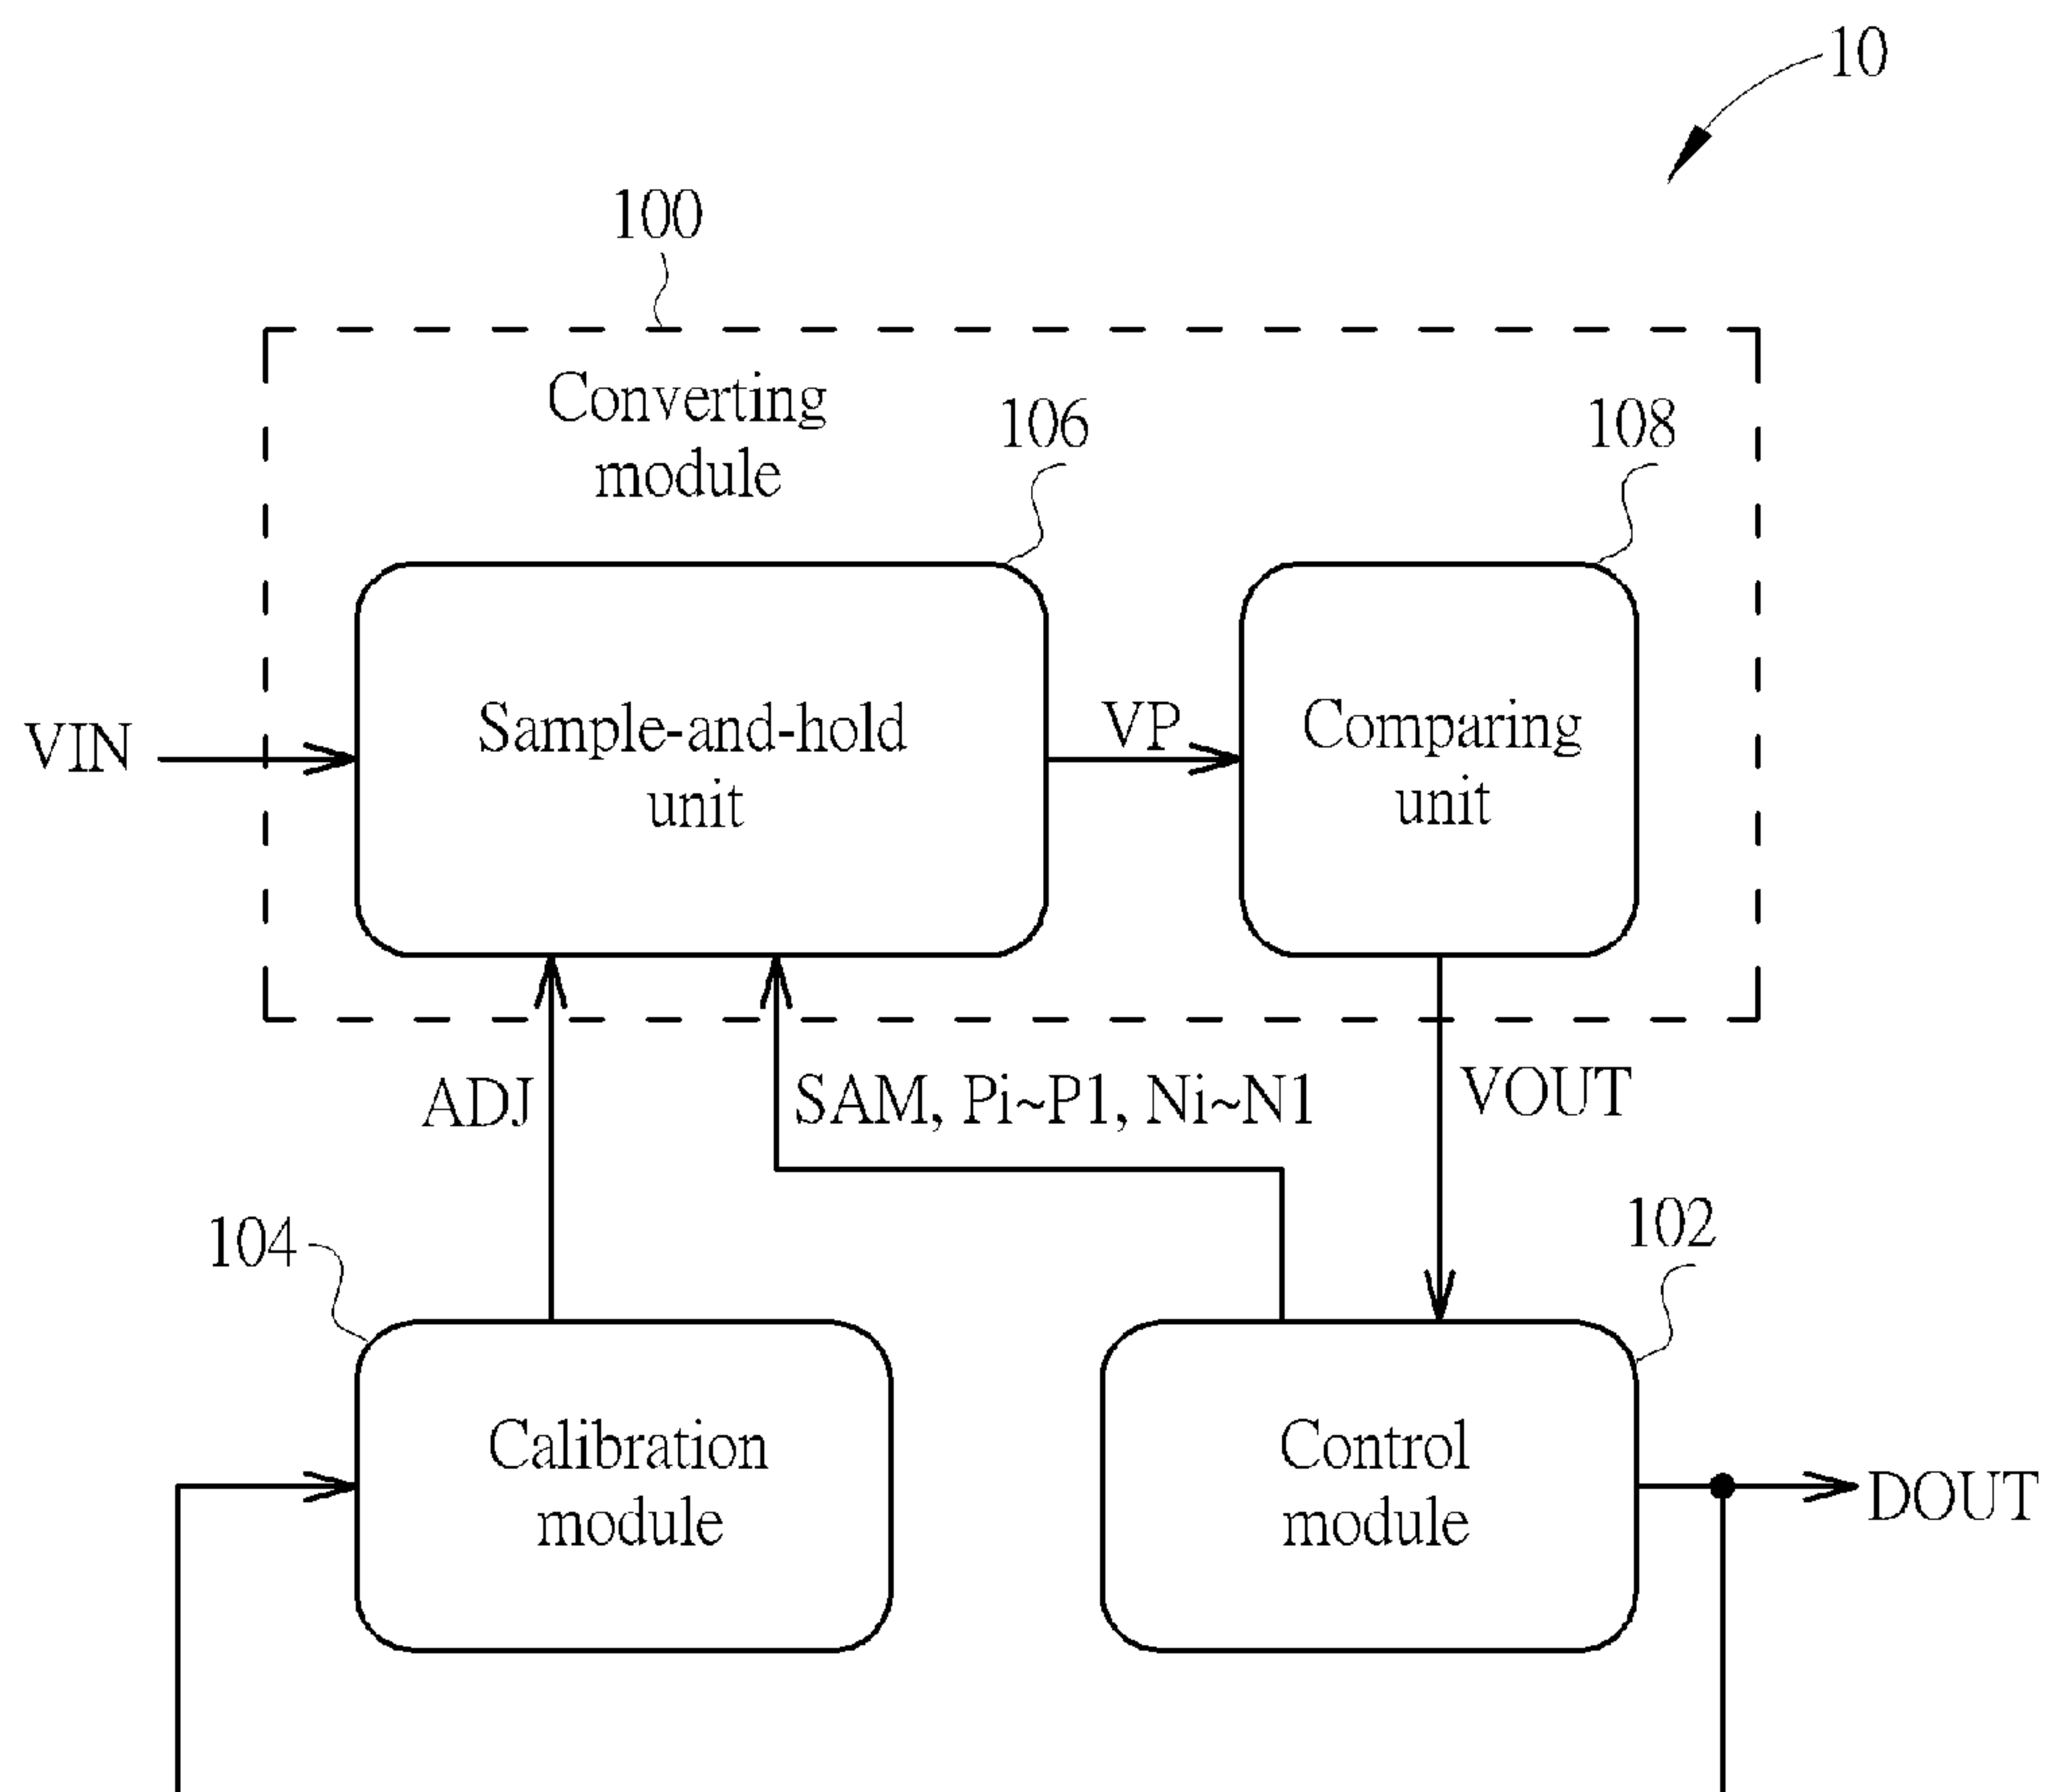 10
100
Converting
module
106
108
VIN
Sample-and-hold
unit
VP
Comparing
unit
ADJ
SAM, Pi~P1, Ni~N1
VOUT
104
102
Calibration
module
Control
module
DOUT